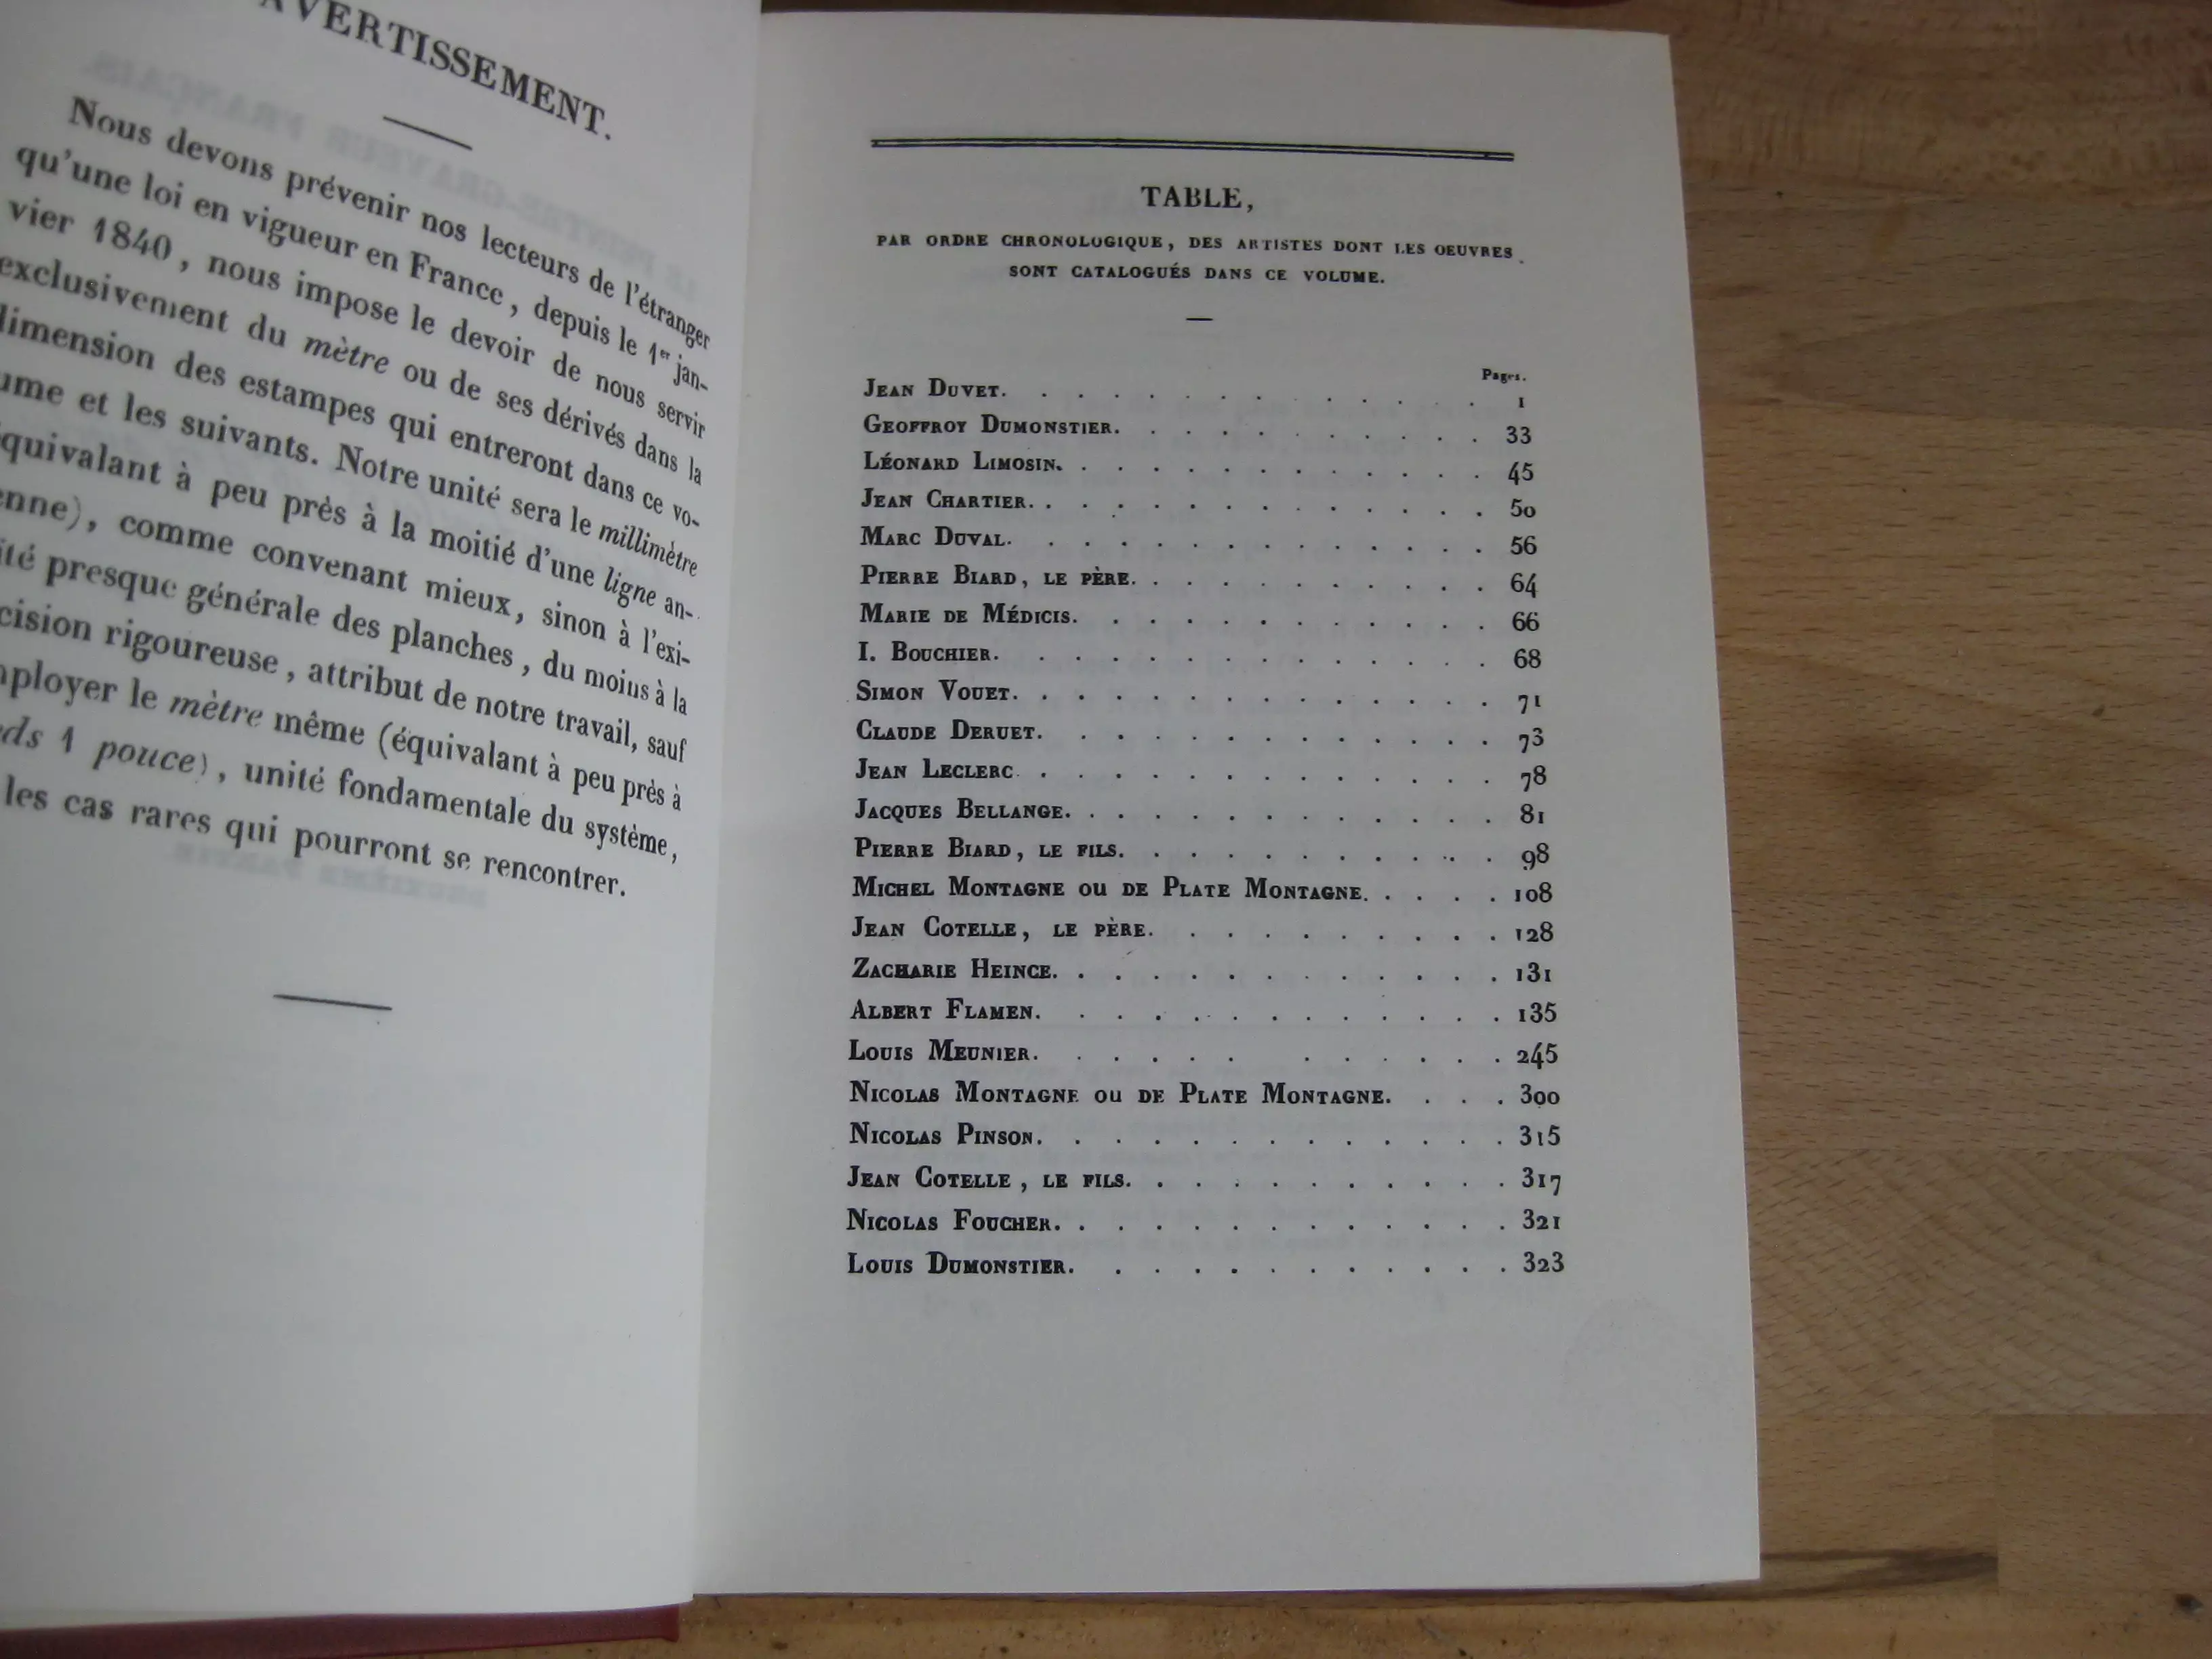 AVERTISSEMENT.
Nous devons prévenir nos lecteurs de l'étranger
qu'une loi en vigueur en France, depuis le 1er jan-
vier 1840, nous impose le devoir de nous servir
exclusivement du mètre ou de ses dérivés dans la
dimension des estampes qui entreront dans ce vo-
ume et les suivants. Notre unité sera le millimètre
équivalant à peu près à la moitié d'une ligne an-
enne), comme convenant mieux, sinon à l'exi-
ité presque générale des planches, du moins à la
cision rigoureuse, attribut de notre travail, sauf
mployer le mètre même (équivalant à peu près à
ds 1 pouce), unité fondamentale du système,
les cas rares qui pourront se rencontrer.
TABLE,
PAR ORDRE CHRONOLOGIQUE, DES ARTISTES DONT LES OEUVRES
SONT CATALOGUÉS DANS CE VOLUME.
Pages.
JEAN DUVET. 1
GEOFFROY DUMONSTIER. 33
LÉONARD LIMOSIN. 45
JEAN CHARTIER. 50
MARC DUVAL. 56
PIERRE BIARD, LE PÈRE. 64
MARIE DE MÉDICIS. 66
I. BOUCHIER. 68
SIMON VOUET. 71
CLAUDE DERUET. 73
JEAN LECLERC. 78
JACQUES BELLANGE. 81
PIERRE BIARD, LE FILS. 98
MICHEL MONTAGNE OU DE PLATE MONTAGNE. 108
JEAN COTELLE, LE PÈRE. 128
ZACHARIE HEINCE. 131
ALBERT FLAMEN. 135
LOUIS MEUNIER. 245
NICOLAS MONTAGNE OU DE PLATE MONTAGNE. 300
NICOLAS PINSON. 315
JEAN COTELLE, LE FILS. 317
NICOLAS FOUCHER. 321
LOUIS DUMONSTIER. 323